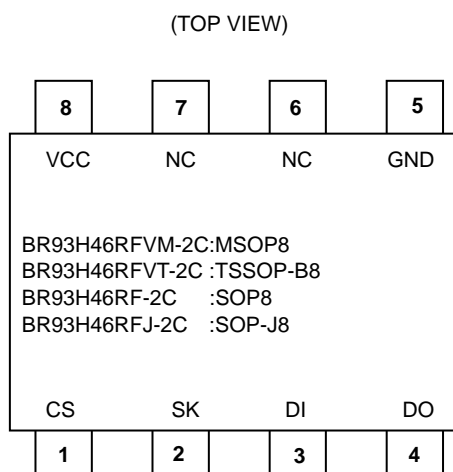 (TOP VIEW)
8 7 6 5
VCC NC NC GND
BR93H46RFVM-2C:MSOP8
BR93H46RFVT-2C :TSSOP-B8
BR93H46RF-2C :SOP8
BR93H46RFJ-2C :SOP-J8
CS SK DI DO
1 2 3 4